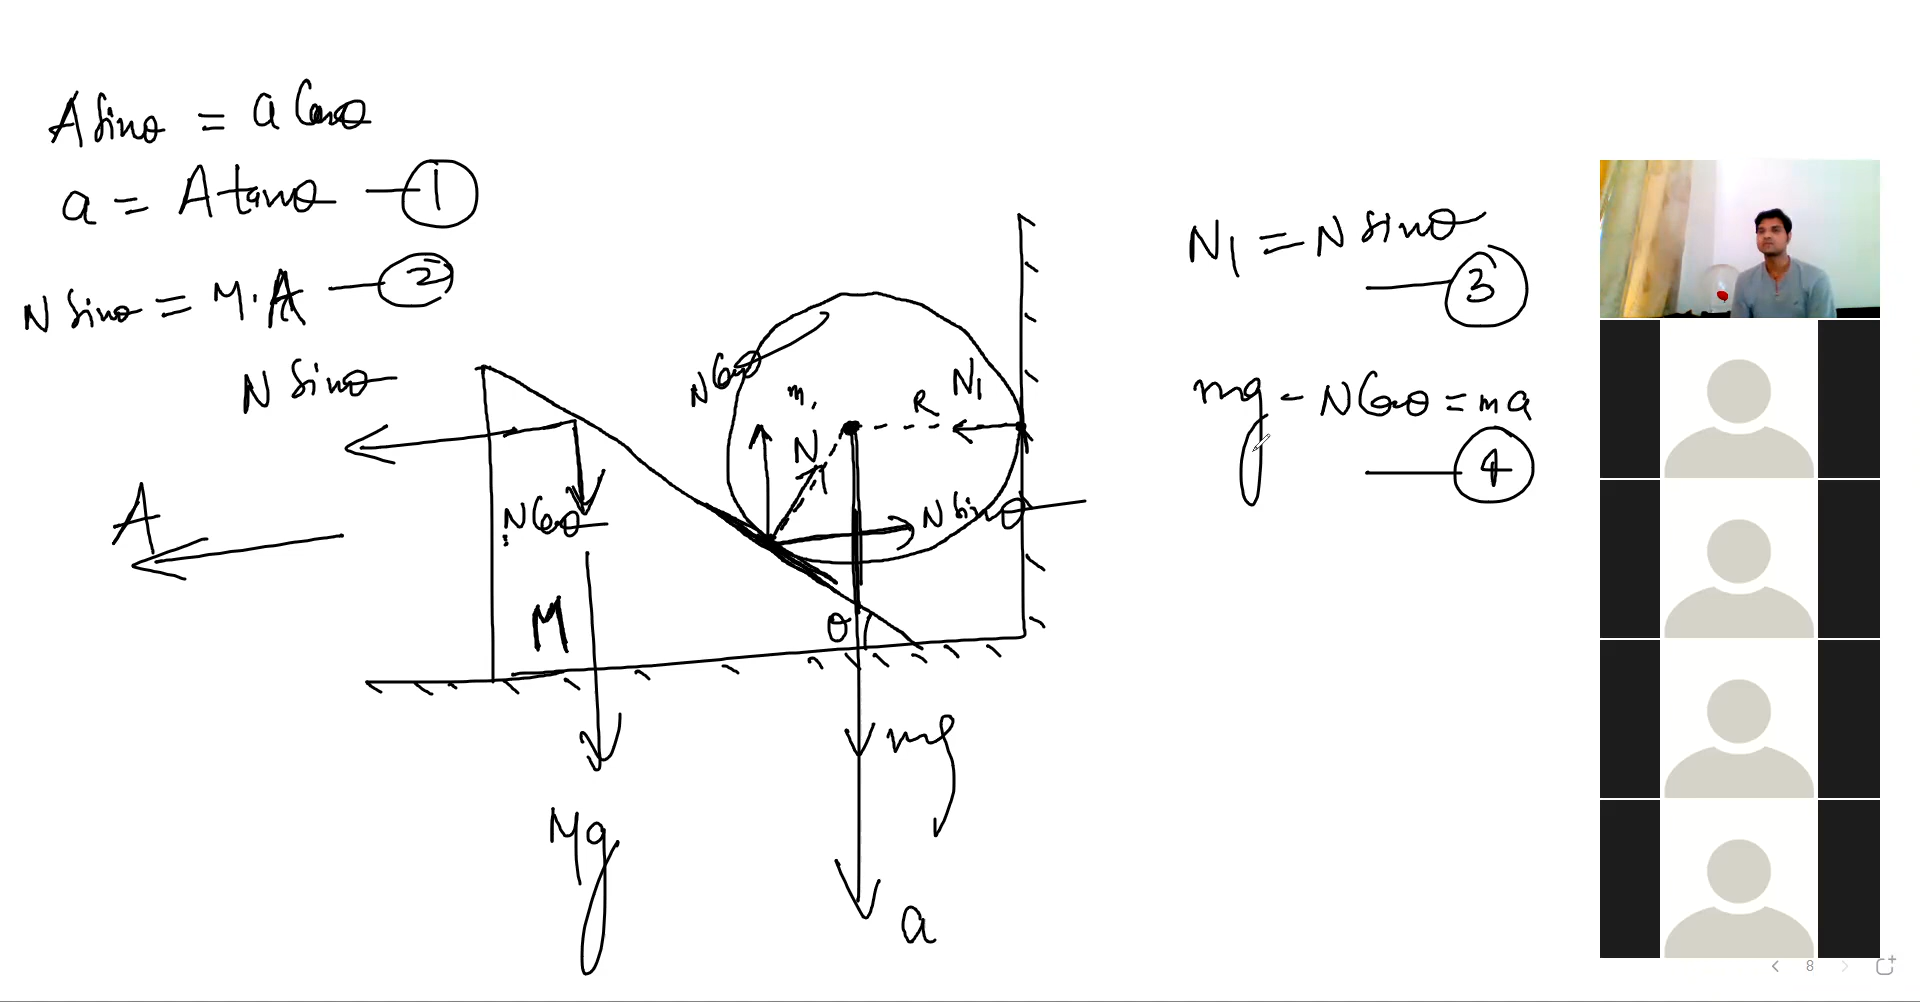 A sinθ = a Cosθ
a = A tanθ — 1
N sinθ = M.A — 2
N sinθ
A
N Cosθ
M
Mg
N Cosθ
m,
N
R
N1
N sinθ
θ
mg
a
N1 = N sinθ
— 3
mg - N Cosθ = ma
— 4
8